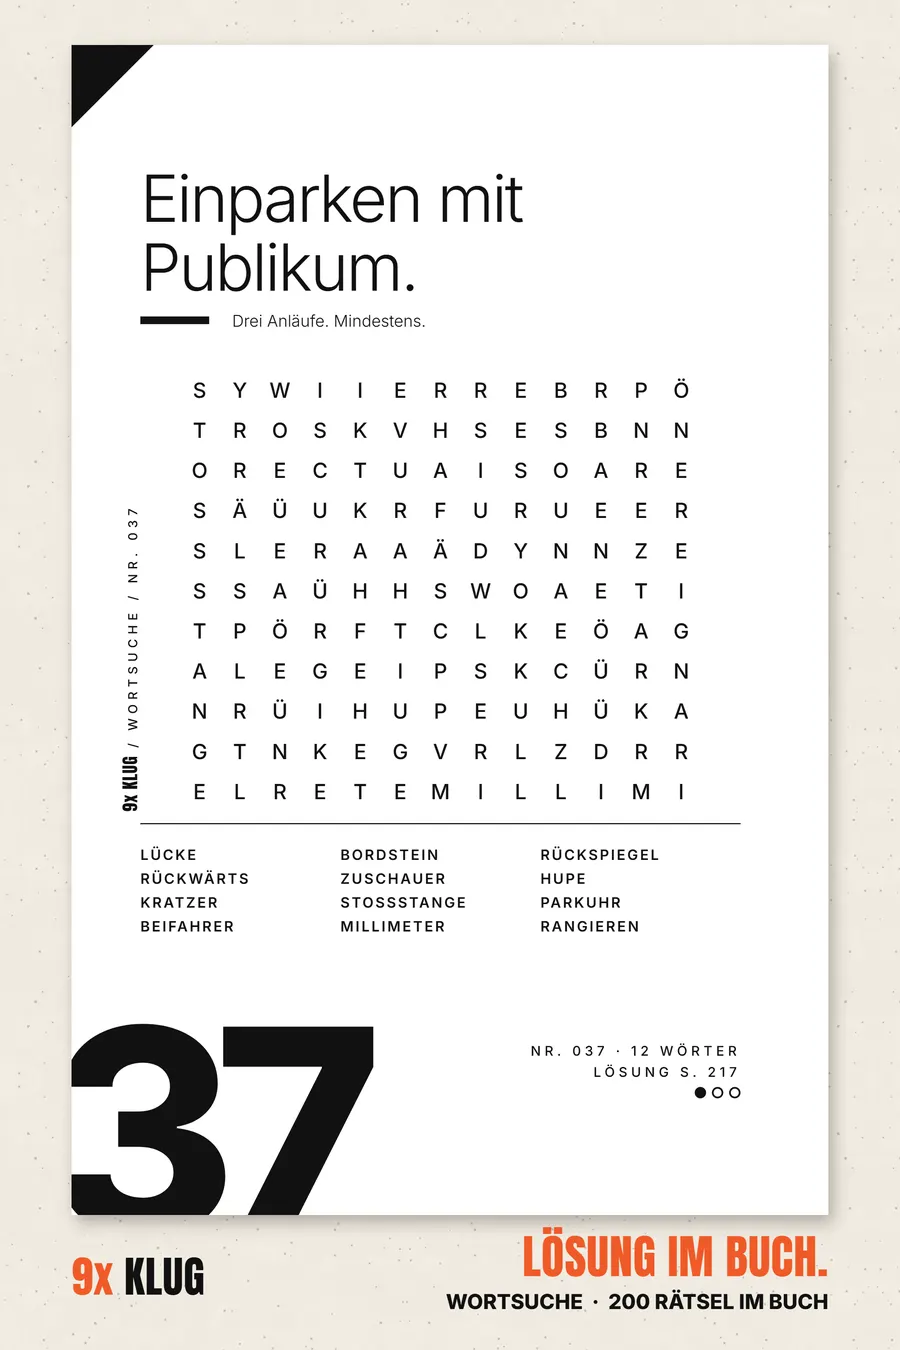 Einparken mit
Publikum.
Drei Anläufe. Mindestens.
S Y W I I E R R E B R P Ö
T R O S K V H S E S B N N
O R E C T U A I S O A R E
S Ä Ü U K R F U R U E E R
S L E R A A Ä D Y N N Z E
S S A Ü H H S W O A E T I
T P Ö R F T C L K E Ö A G
A L E G E I P S K C Ü R N
N R Ü I H U P E U H Ü K A
G T N K E G V R L Z D R R
E L R E T E M I L L I M I
9x KLUG / WORTSUCHE / NR. 037
LÜCKE BORDSTEIN RÜCKSPIEGEL
RÜCKWÄRTS ZUSCHAUER HUPE
KRATZER STOSSSTANGE PARKUHR
BEIFAHRER MILLIMETER RANGIEREN
37
NR. 037 · 12 WÖRTER
LÖSUNG S. 217
9x KLUG
LÖSUNG IM BUCH.
WORTSUCHE · 200 RÄTSEL IM BUCH